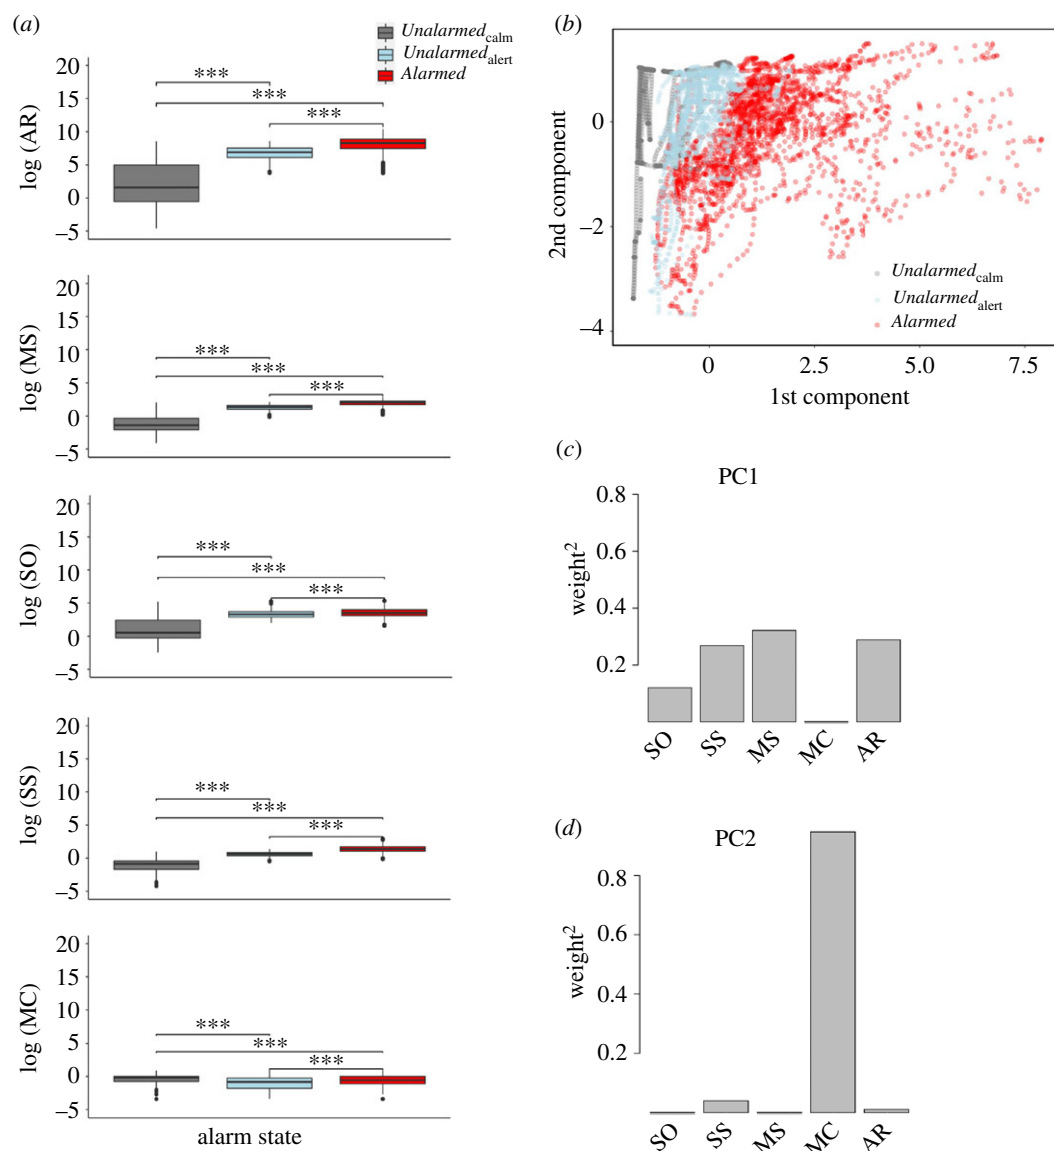 (a)
Unalarmed calm
Unalarmed alert
Alarmed
20
15
10
5
0
−5
log (AR)
***
***
***
20
15
10
5
0
−5
log (MS)
***
***
***
20
15
10
5
0
−5
log (SO)
***
***
***
20
15
10
5
0
−5
log (SS)
***
***
***
20
15
10
5
0
−5
log (MC)
***
***
***
alarm state
(b)
0
−2
−4
2nd component
Unalarmed calm
Unalarmed alert
Alarmed
0 2.5 5.0 7.5
1st component
(c)
PC1
0.8
0.6
0.4
0.2
weight2
SO SS MS MC AR
(d)
PC2
0.8
0.6
0.4
0.2
weight2
SO SS MS MC AR